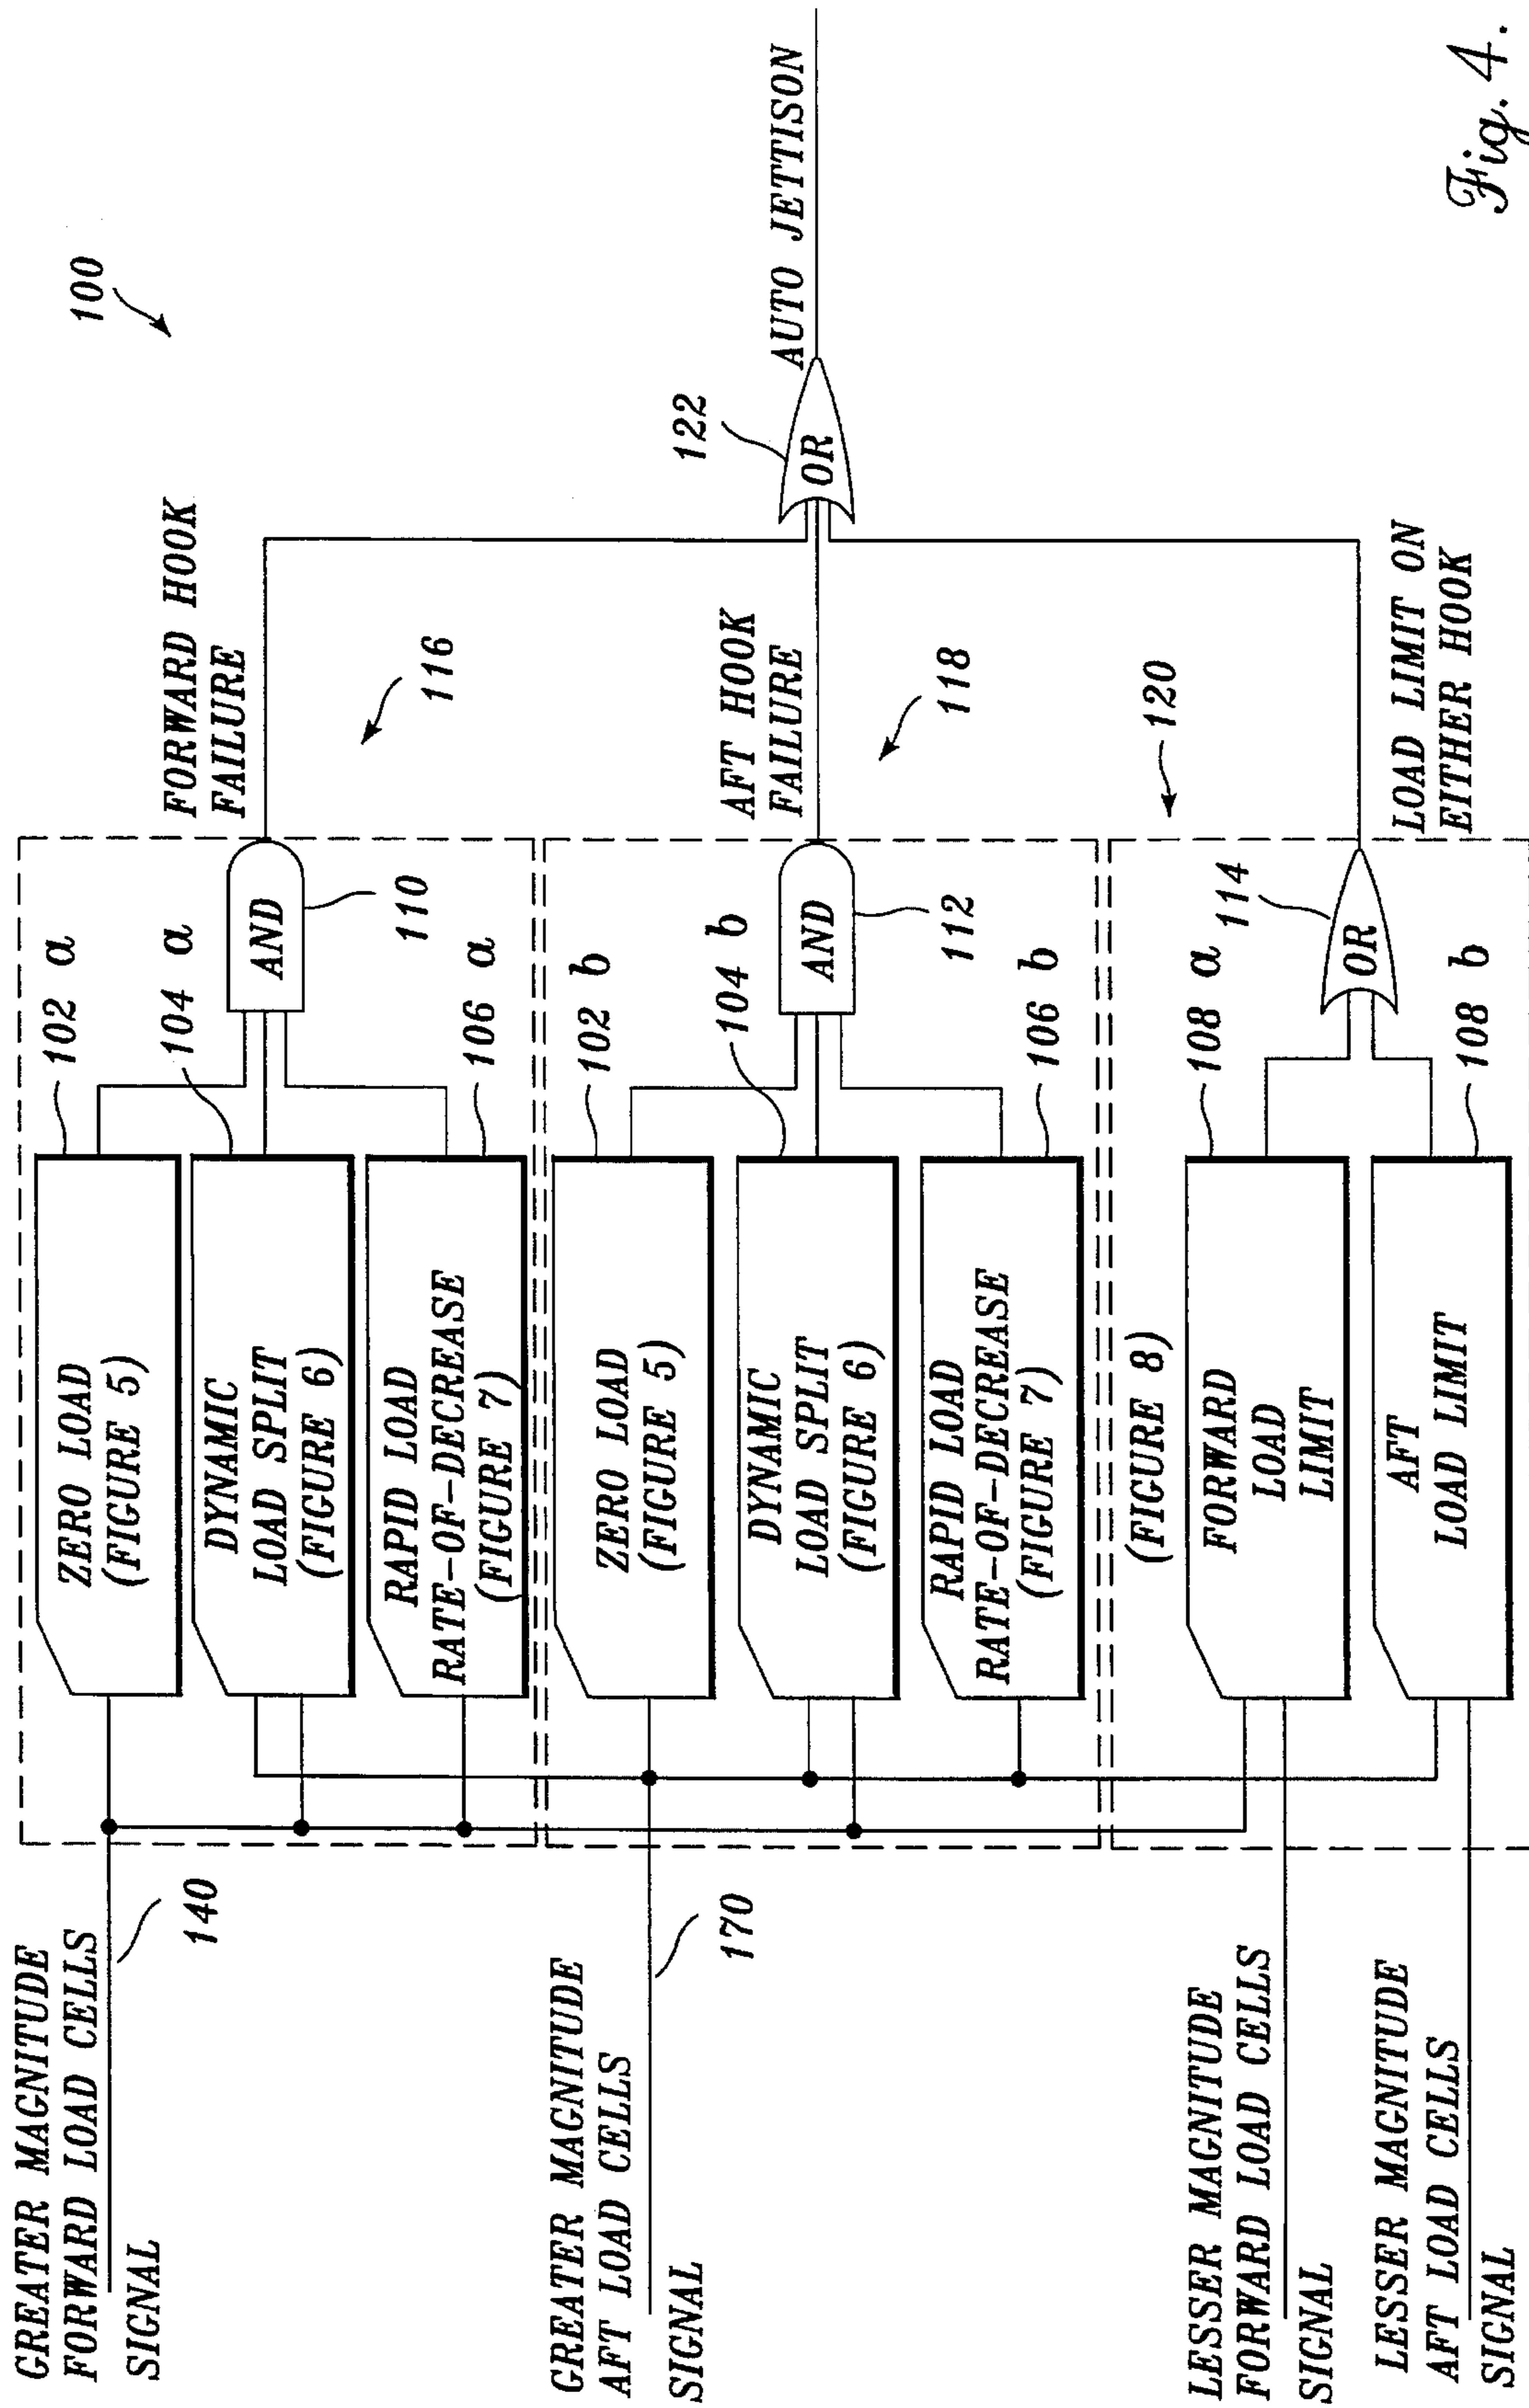 100
GREATER MAGNITUDE
FORWARD LOAD CELLS
SIGNAL
140
ZERO LOAD
(FIGURE 5)
102 a
DYNAMIC
LOAD SPLIT
(FIGURE 6)
104 a
RAPID LOAD
RATE-OF-DECREASE
(FIGURE 7)
106 a
AND
110
FORWARD HOOK
FAILURE
116
GREATER MAGNITUDE
AFT LOAD CELLS
SIGNAL
170
ZERO LOAD
(FIGURE 5)
102 b
DYNAMIC
LOAD SPLIT
(FIGURE 6)
104 b
RAPID LOAD
RATE-OF-DECREASE
(FIGURE 7)
106 b
AND
112
AFT HOOK
FAILURE
118
OR
122
AUTO JETTISON
LESSER MAGNITUDE
FORWARD LOAD CELLS
SIGNAL
LESSER MAGNITUDE
AFT LOAD CELLS
SIGNAL
(FIGURE 8)
FORWARD
LOAD
LIMIT
108 a
AFT
LOAD LIMIT
108 b
OR
114
120
LOAD LIMIT ON
EITHER HOOK
Fig. 4.